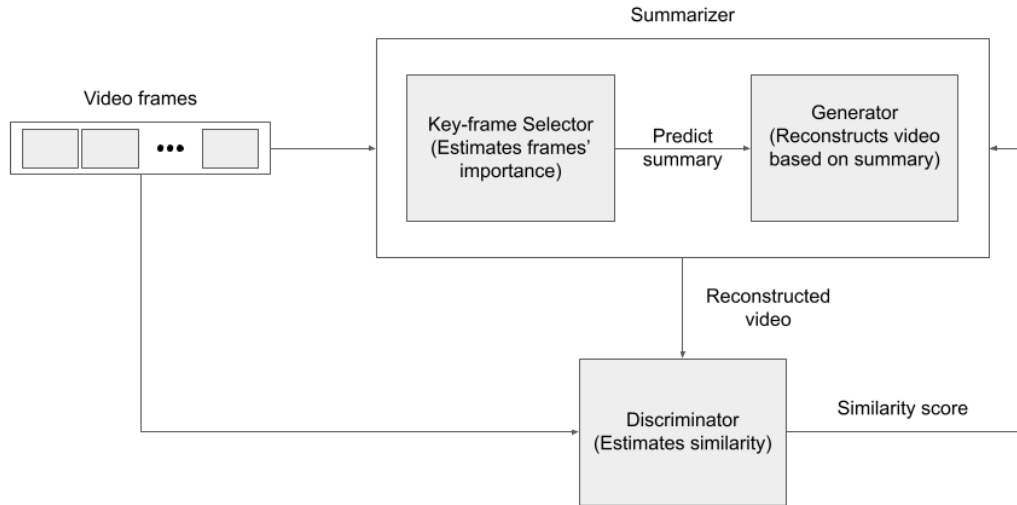 Summarizer
Video frames
Key-frame Selector
(Estimates frames'
importance)
Predict
summary
Generator
(Reconstructs video
based on summary)
Reconstructed
video
Discriminator
(Estimates similarity)
Similarity score